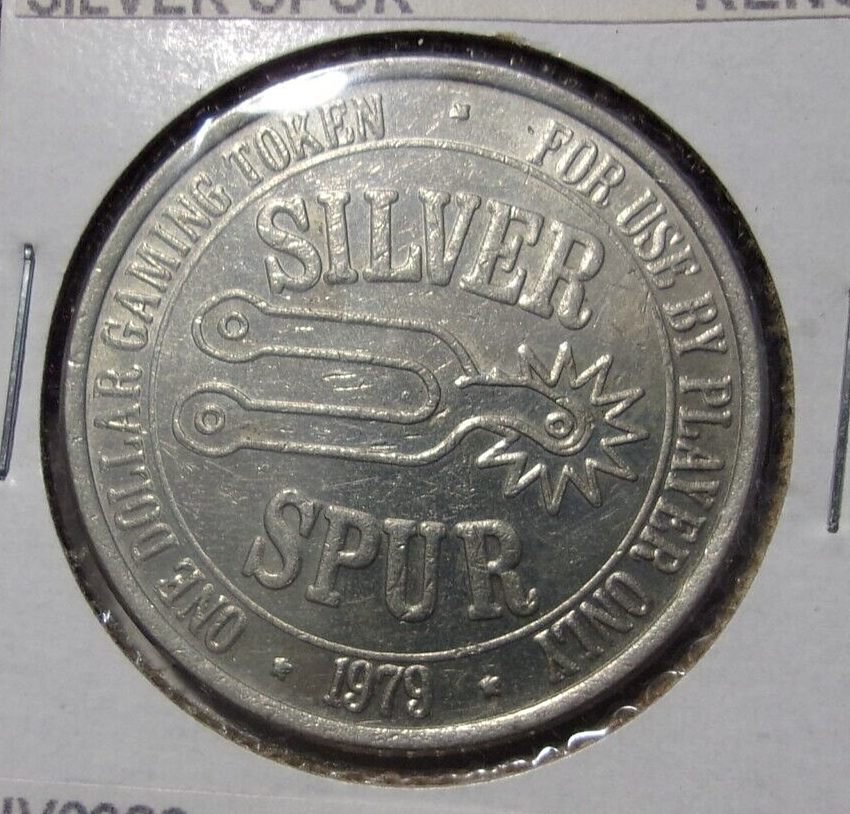 SILVER SPUR
ONE DOLLAR GAMING TOKEN
FOR USE BY PLAYER ONLY
SILVER
SPUR
1979